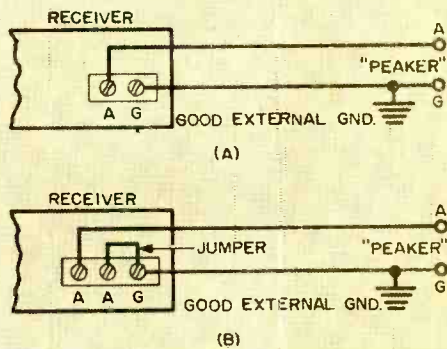 RECEIVER
A
"PEAKER"
A G
G
GOOD EXTERNAL GND.
(A)
RECEIVER
A
JUMPER
"PEAKER"
A A G
G
GOOD EXTERNAL GND.
(B)